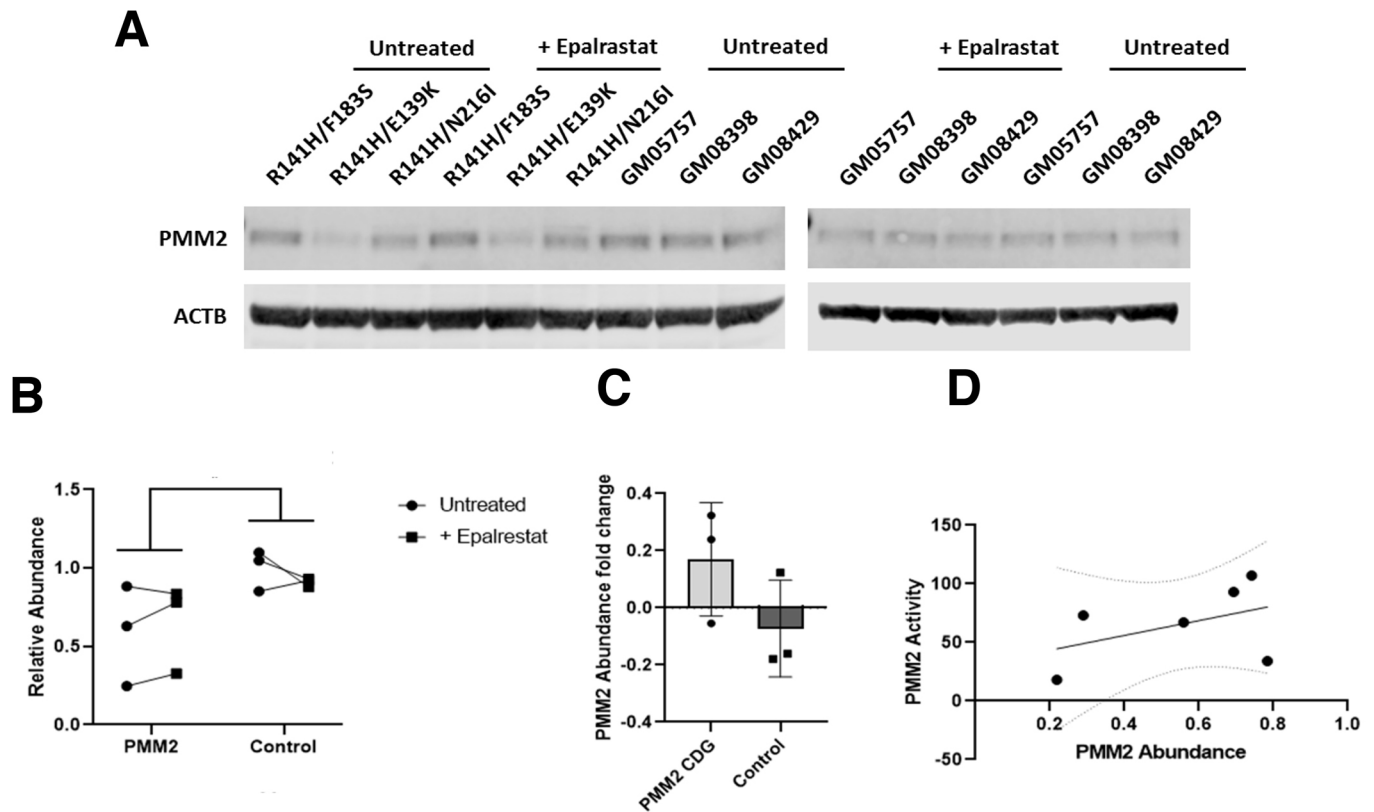 A
Untreated
+ Epalrastat
Untreated
+ Epalrastat
Untreated
R141H/F183S
R141H/E139K
R141H/N216I
R141H/F183S
R141H/E139K
R141H/N216I
GM05757
GM08398
GM08429
GM05757
GM08398
GM08429
GM05757
GM08398
GM08429
PMM2
ACTB
B
Relative Abundance
1.5
1.0
0.5
0.0
PMM2
Control
Untreated
+ Epalrestat
C
PMM2 Abundance fold change
0.4
0.2
0.0
-0.2
-0.4
PMM2 CDG
Control
D
PMM2 Activity
150
100
50
0
-50
0.2
0.4
0.6
0.8
1.0
PMM2 Abundance